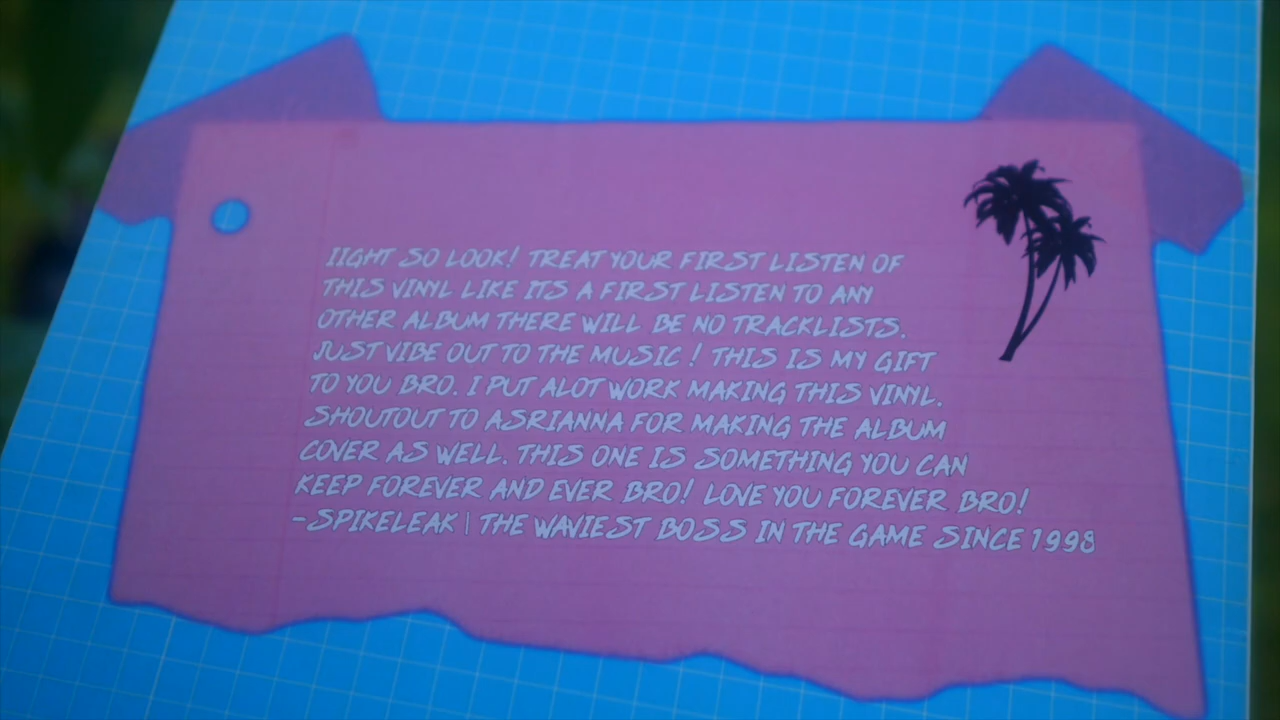 IIGHT SO LOOK! TREAT YOUR FIRST LISTEN OF
THIS VINYL LIKE ITS A FIRST LISTEN TO ANY
OTHER ALBUM THERE WILL BE NO TRACKLISTS.
JUST VIBE OUT TO THE MUSIC! THIS IS MY GIFT
TO YOU BRO. I PUT ALOT WORK MAKING THIS VINYL.
SHOUTOUT TO ASRIANNA FOR MAKING THE ALBUM
COVER AS WELL. THIS ONE IS SOMETHING YOU CAN
KEEP FOREVER AND EVER BRO! LOVE YOU FOREVER BRO!
-SPIKELEAK | THE WAVIEST BOSS IN THE GAME SINCE 1998